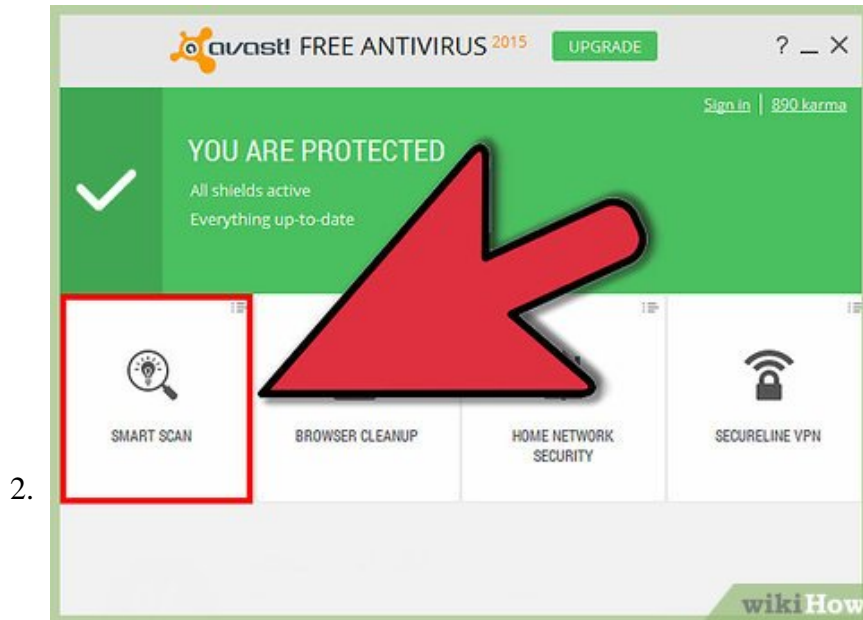 avast! FREE ANTIVIRUS 2015 UPGRADE ? _ X
Sign in | 890 karma
YOU ARE PROTECTED
All shields active
Everything up-to-date
SMART SCAN
BROWSER CLEANUP
HOME NETWORK
SECURITY
SECURELINE VPN
2.
wikiHow